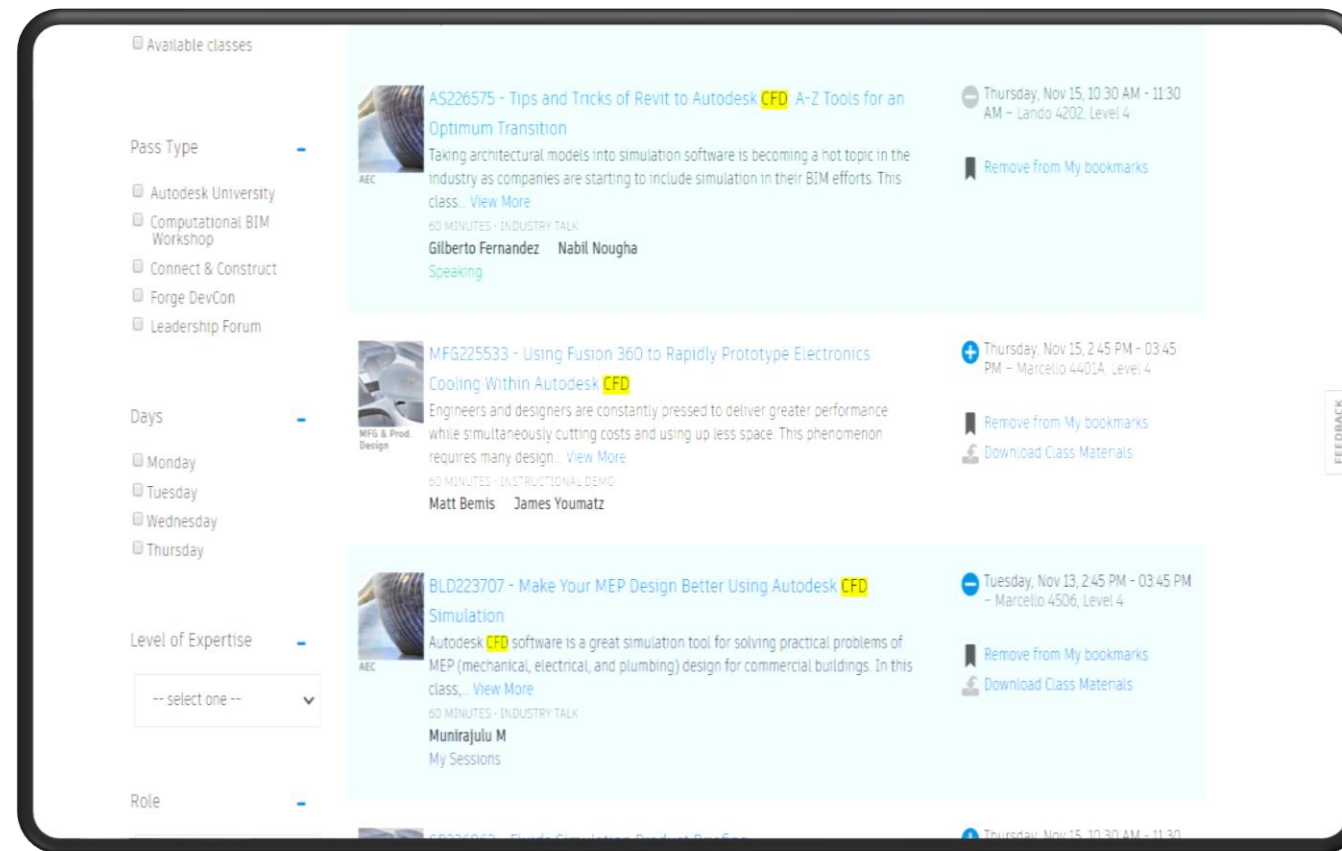 Available classes
Pass Type
Autodesk University
Computational BIM
Workshop
Connect & Construct
Forge DevCon
Leadership Forum
Days
Monday
Tuesday
Wednesday
Thursday
Level of Expertise
-- select one --
Role
AEC
AS226575 - Tips and Tricks of Revit to Autodesk CFD A-Z Tools for an
Optimum Transition
Taking architectural models into simulation software is becoming a hot topic in the
industry as companies are starting to include simulation in their BIM efforts. This
class... View More
60 MINUTES - INDUSTRY TALK
Gilberto Fernandez Nabil Nougha
Speaking
Thursday, Nov 15, 10:30 AM - 11:30
AM – Lando 4202, Level 4
Remove from My bookmarks
MFG & Prod.
Design
MFG225533 - Using Fusion 360 to Rapidly Prototype Electronics
Cooling Within Autodesk CFD
Engineers and designers are constantly pressed to deliver greater performance
while simultaneously cutting costs and using up less space. This phenomenon
requires many design... View More
60 MINUTES - INSTRUCTIONAL DEMO
Matt Bemis James Youmatz
Thursday, Nov 15, 2:45 PM - 03:45
PM – Marcello 4401A, Level 4
Remove from My bookmarks
Download Class Materials
AEC
BLD223707 - Make Your MEP Design Better Using Autodesk CFD
Simulation
Autodesk CFD software is a great simulation tool for solving practical problems of
MEP (mechanical, electrical, and plumbing) design for commercial buildings. In this
class,... View More
60 MINUTES - INDUSTRY TALK
Munirajulu M
My Sessions
Tuesday, Nov 13, 2:45 PM - 03:45 PM
– Marcello 4506, Level 4
Remove from My bookmarks
Download Class Materials
Fluids Simulation Product Briefing
Thursday, Nov 15, 10:30 AM - 11:30
FEEDBACK